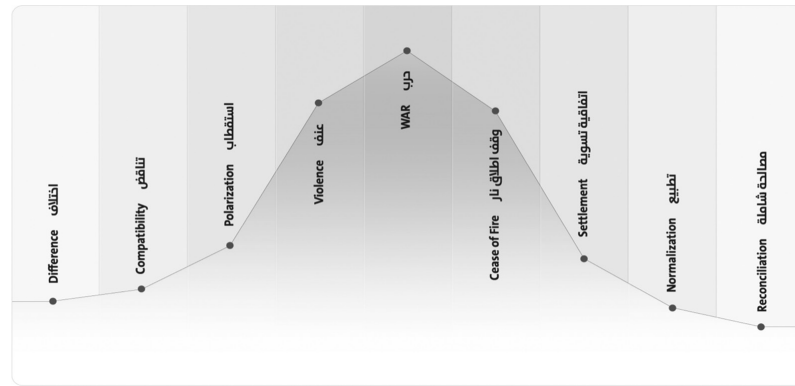 Difference اختلاف
Compatibility تناقض
Polarization استقطاب
Violence عنف
WAR حرب
Cease of Fire وقف اطلاق نار
Settlement اتفاقية تسوية
Normalization تطبيع
Reconciliation مصالحة شاملة